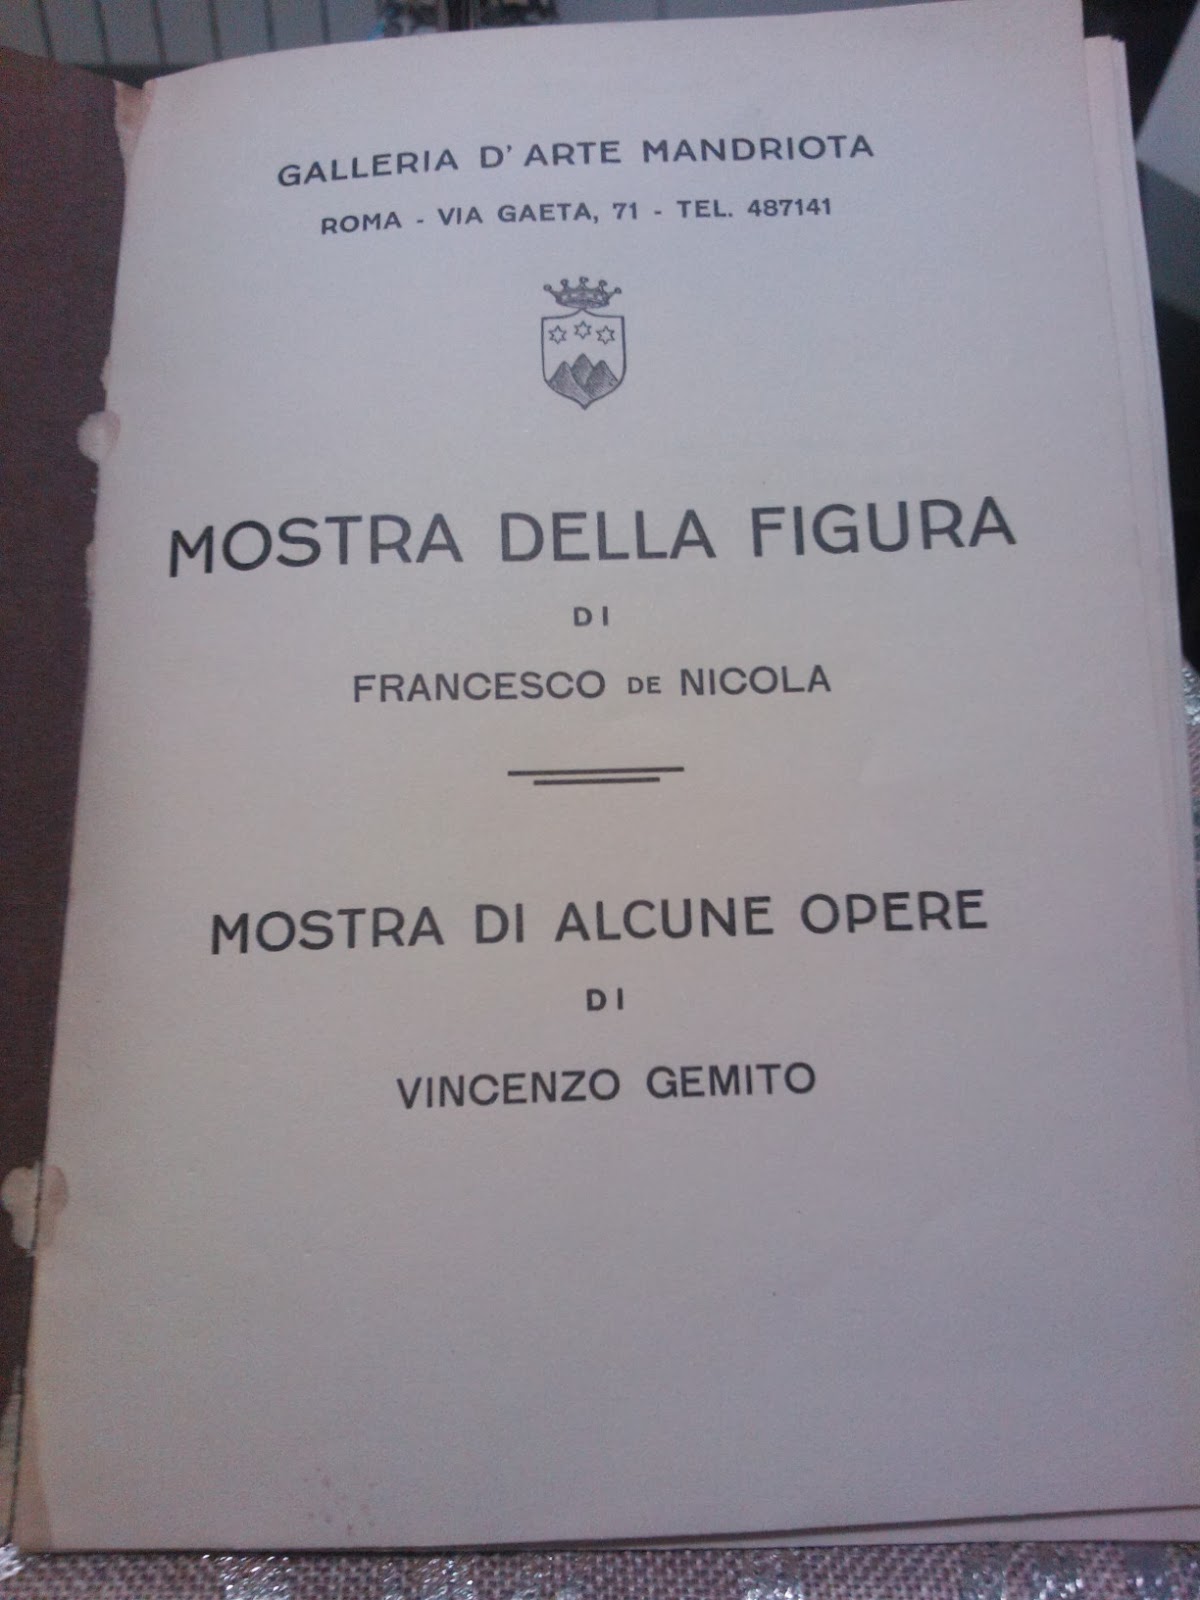 GALLERIA D'ARTE MANDRIOTA
ROMA - VIA GAETA, 71 - TEL. 487141
MOSTRA DELLA FIGURA
DI
FRANCESCO DE NICOLA
MOSTRA DI ALCUNE OPERE
DI
VINCENZO GEMITO